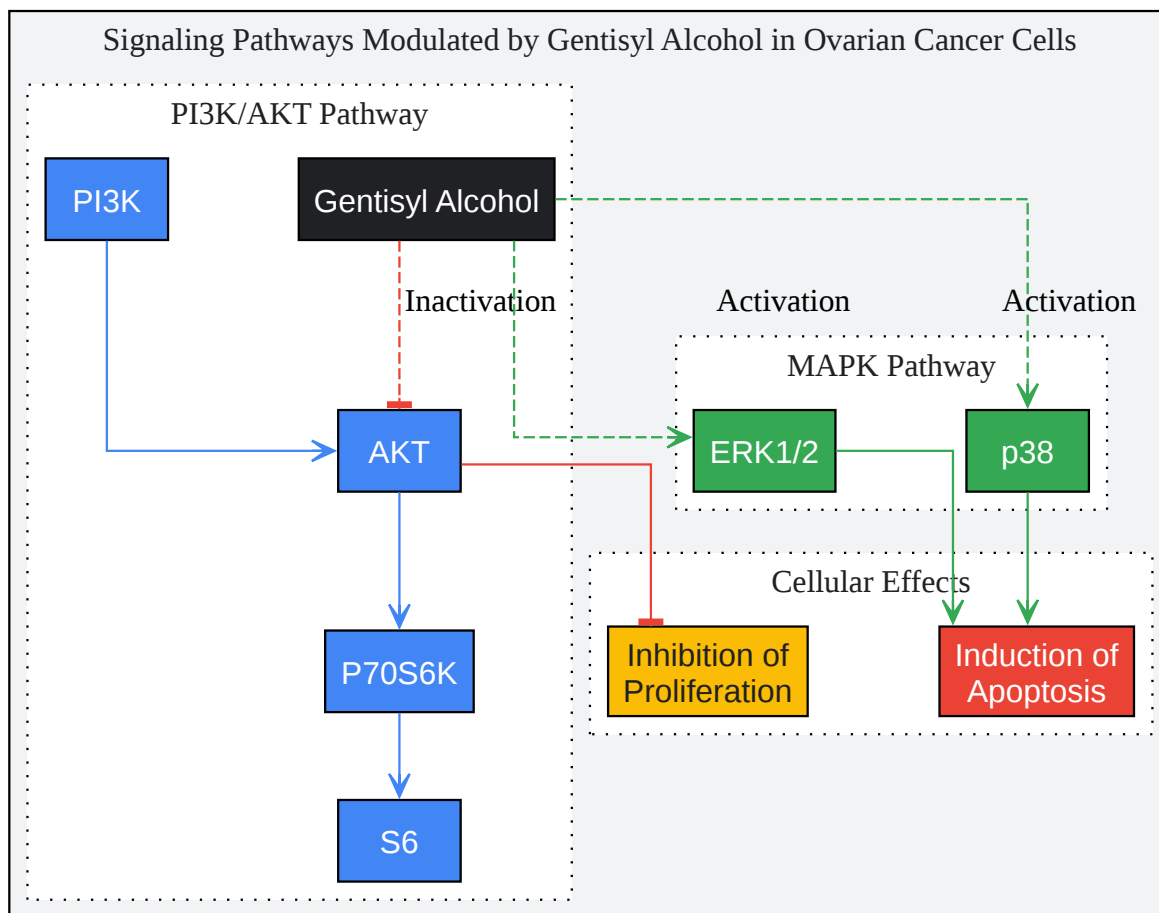 Signaling Pathways Modulated by Gentisyl Alcohol in Ovarian Cancer Cells
PI3K/AKT Pathway
PI3K
Gentisyl Alcohol
Inactivation
Activation
Activation
MAPK Pathway
AKT
ERK1/2
p38
Cellular Effects
P70S6K
Inhibition of
Proliferation
Induction of
Apoptosis
S6